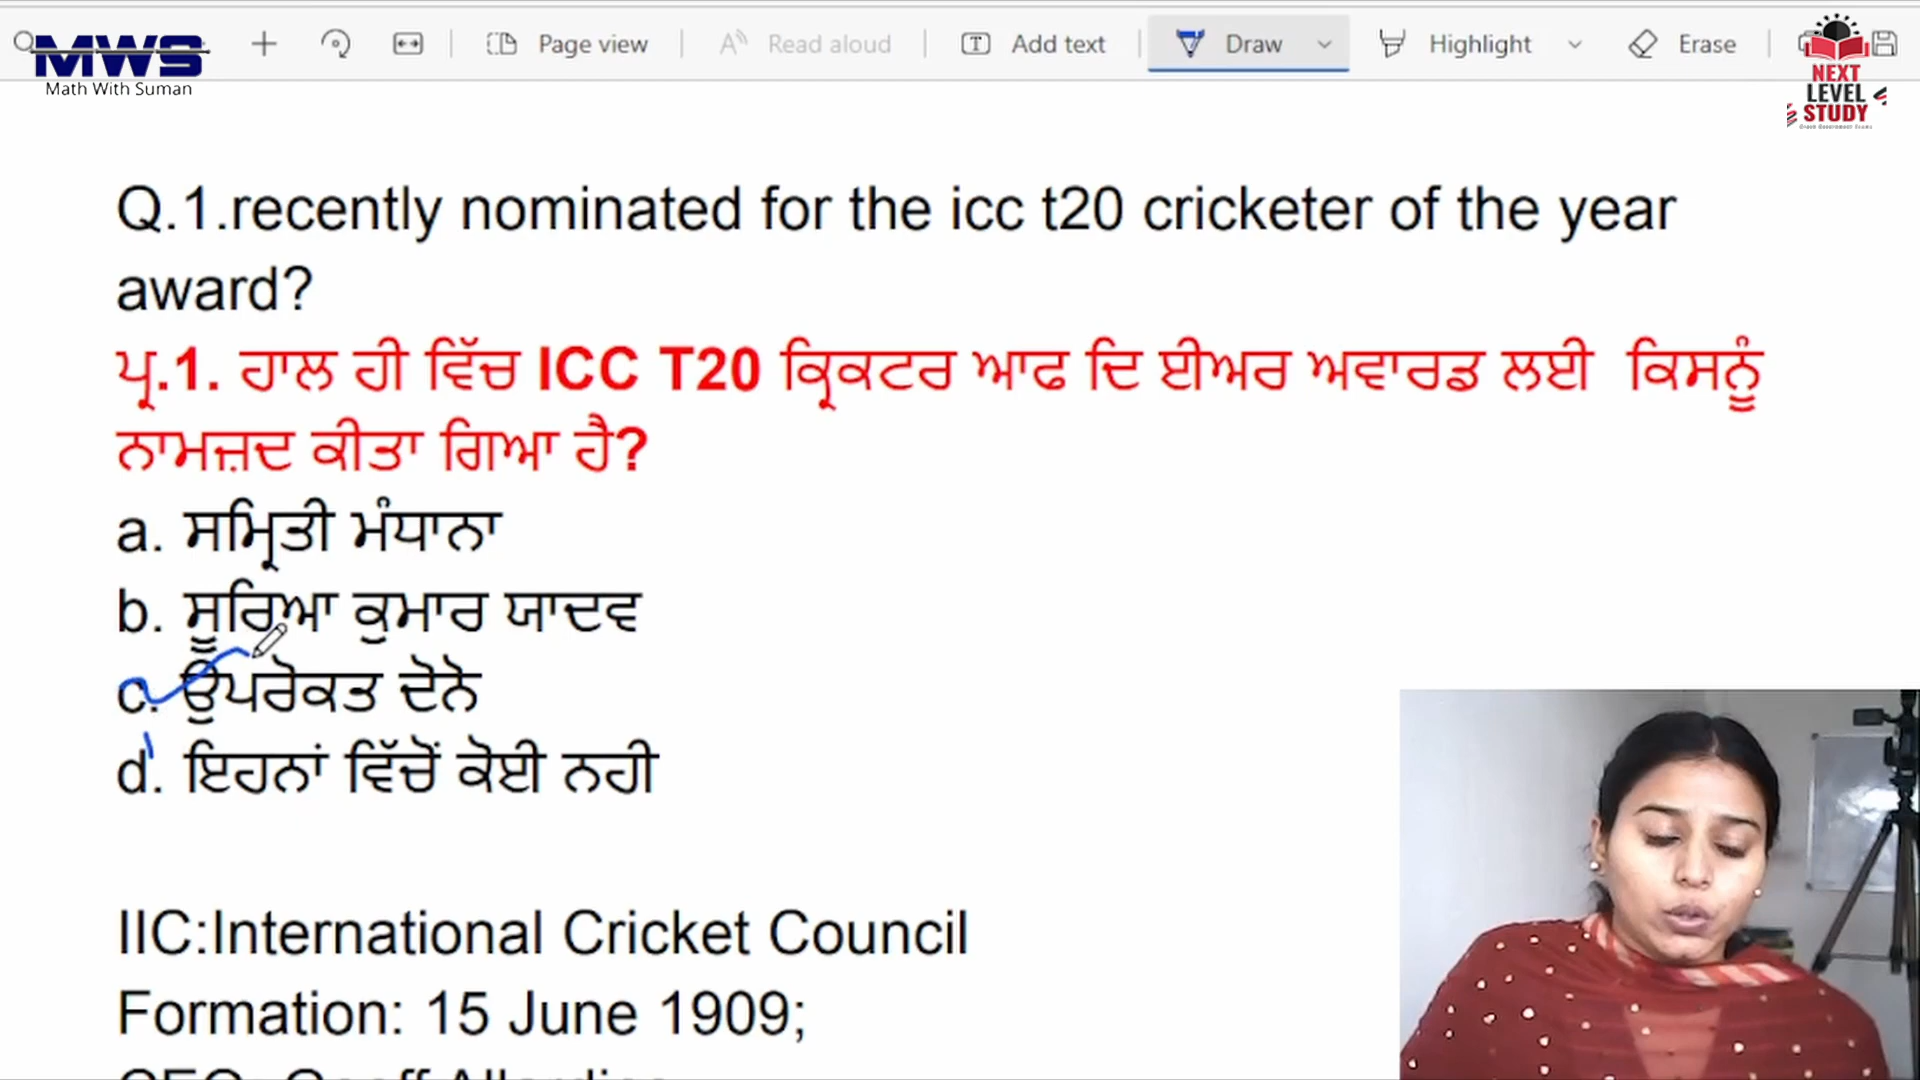 MWS
Math With Suman
Page view
Read aloud
Add text
Draw
Highlight
Erase
NEXT
LEVEL
STUDY
Q.1.recently nominated for the icc t20 cricketer of the year
award?
ਪ੍ਰ.1. ਹਾਲ ਹੀ ਵਿੱਚ ICC T20 ਕ੍ਰਿਕਟਰ ਆਫ ਦਿ ਈਅਰ ਅਵਾਰਡ ਲਈ ਕਿਸਨੂੰ
ਨਾਮਜ਼ਦ ਕੀਤਾ ਗਿਆ ਹੈ?
a. ਸਮ੍ਰਿਤੀ ਮੰਧਾਨਾ
b. ਸੂਰਿਆ ਕੁਮਾਰ ਯਾਦਵ
c. ਉਪਰੋਕਤ ਦੋਨੋ
d. ਇਹਨਾਂ ਵਿੱਚੋਂ ਕੋਈ ਨਹੀ
IIC:International Cricket Council
Formation: 15 June 1909;